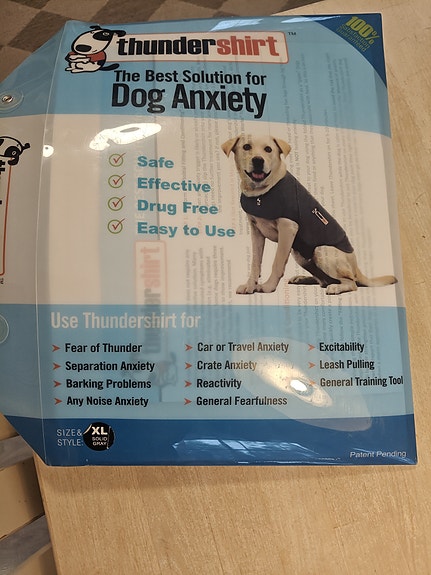 thundershirt™
100%
The Best Solution for
Dog Anxiety
Safe
Effective
Drug Free
Easy to Use
Use Thundershirt for
Fear of Thunder
Separation Anxiety
Barking Problems
Any Noise Anxiety
Car or Travel Anxiety
Crate Anxiety
Reactivity
General Fearfulness
Excitability
Leash Pulling
General Training Tool
SIZE &
STYLE:
XL
SOLID
GRAY
Patent Pending